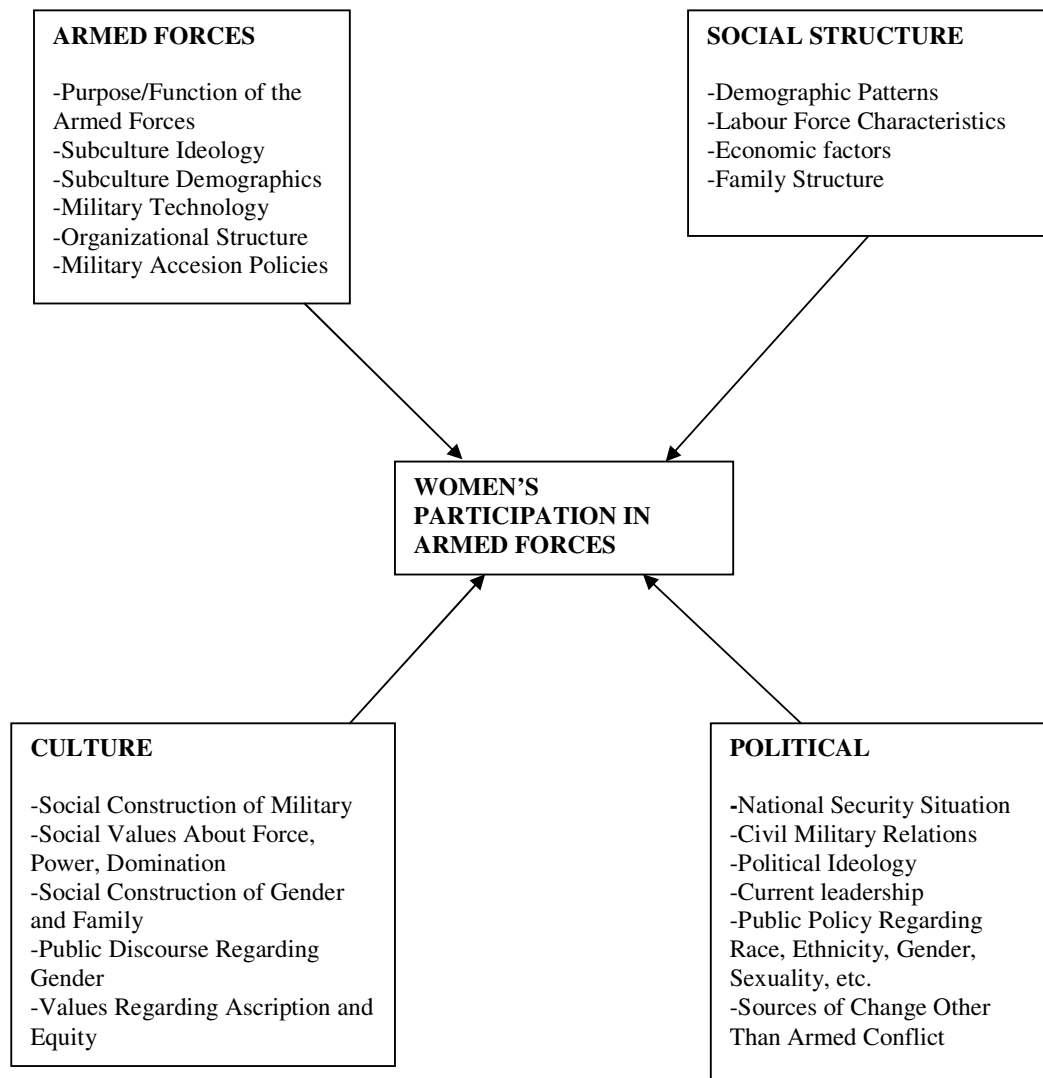 ARMED FORCES
-Purpose/Function of the
Armed Forces
-Subculture Ideology
-Subculture Demographics
-Military Technology
-Organizational Structure
-Military Accesion Policies
SOCIAL STRUCTURE
-Demographic Patterns
-Labour Force Characteristics
-Economic factors
-Family Structure
WOMEN’S
PARTICIPATION IN
ARMED FORCES
CULTURE
-Social Construction of Military
-Social Values About Force,
Power, Domination
-Social Construction of Gender
and Family
-Public Discourse Regarding
Gender
-Values Regarding Ascription and
Equity
POLITICAL
-National Security Situation
-Civil Military Relations
-Political Ideology
-Current leadership
-Public Policy Regarding
Race, Ethnicity, Gender,
Sexuality, etc.
-Sources of Change Other
Than Armed Conflict